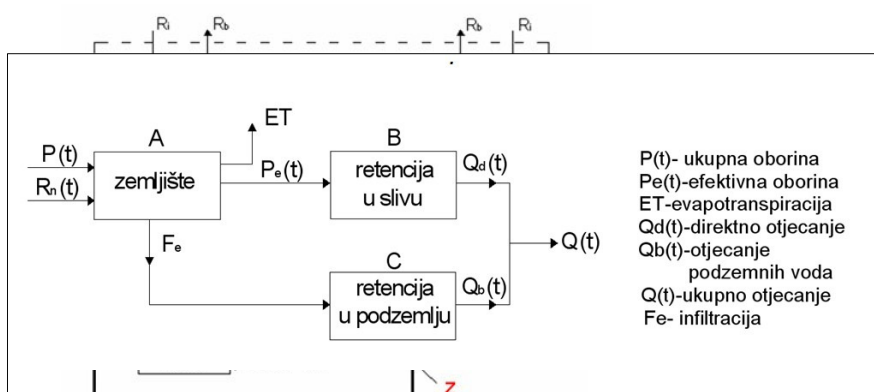 Ri Rb Rb Ri
A
ET
B
P(t)
Rn(t)
zemljište
Pe(t)
retencija
u slivu
Qd(t)
Fe
C
retencija
u podzemlju
Qb(t)
Q(t)
P(t)- ukupna oborina
Pe(t)-efektivna oborina
ET-evapotranspiracija
Qd(t)-direktno otjecanje
Qb(t)-otjecanje
podzemnih voda
Q(t)-ukupno otjecanje
Fe- infiltracija
Z